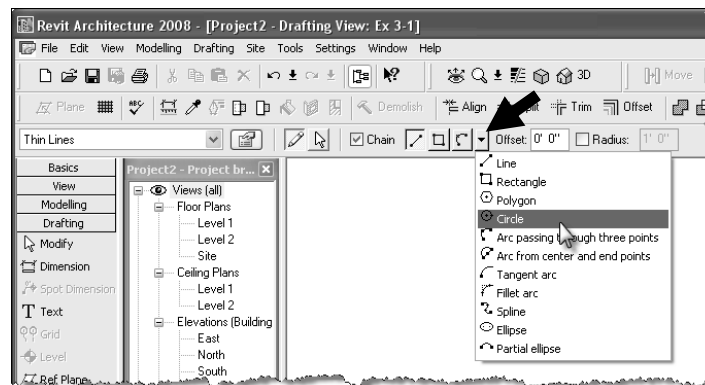 Revit Architecture 2008 - [Project2 - Drafting View: Ex 3-1]
File Edit View Modelling Drafting Site Tools Settings Window Help
3D Move
Plane Demolish Align Trim Offset
Thin Lines Chain Offset: 0' 0" Radius: 1' 0"
Basics
View
Modelling
Drafting
Modify
Dimension
Spot Dimension
Text
Grid
Level
Ref Plane
Project2 - Project br...
Views (all)
Floor Plans
Level 1
Level 2
Site
Ceiling Plans
Level 1
Level 2
Elevations (Building
East
North
South
Line
Rectangle
Polygon
Circle
Arc passing through three points
Arc from center and end points
Tangent arc
Fillet arc
Spline
Ellipse
Partial ellipse